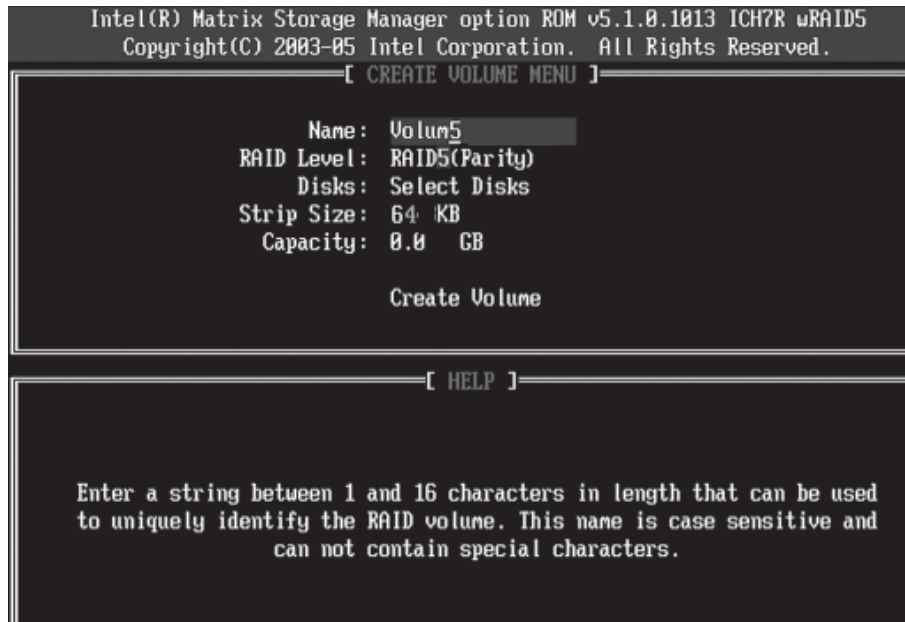 Intel(R) Matrix Storage Manager option ROM v5.1.0.1013 ICH7R wRAID5
Copyright(C) 2003-05 Intel Corporation. All Rights Reserved.
[ CREATE VOLUME MENU ]
Name: Volum5
RAID Level: RAID5(Parity)
Disks: Select Disks
Strip Size: 64 KB
Capacity: 0.0 GB
Create Volume
[ HELP ]
Enter a string between 1 and 16 characters in length that can be used
to uniquely identify the RAID volume. This name is case sensitive and
can not contain special characters.